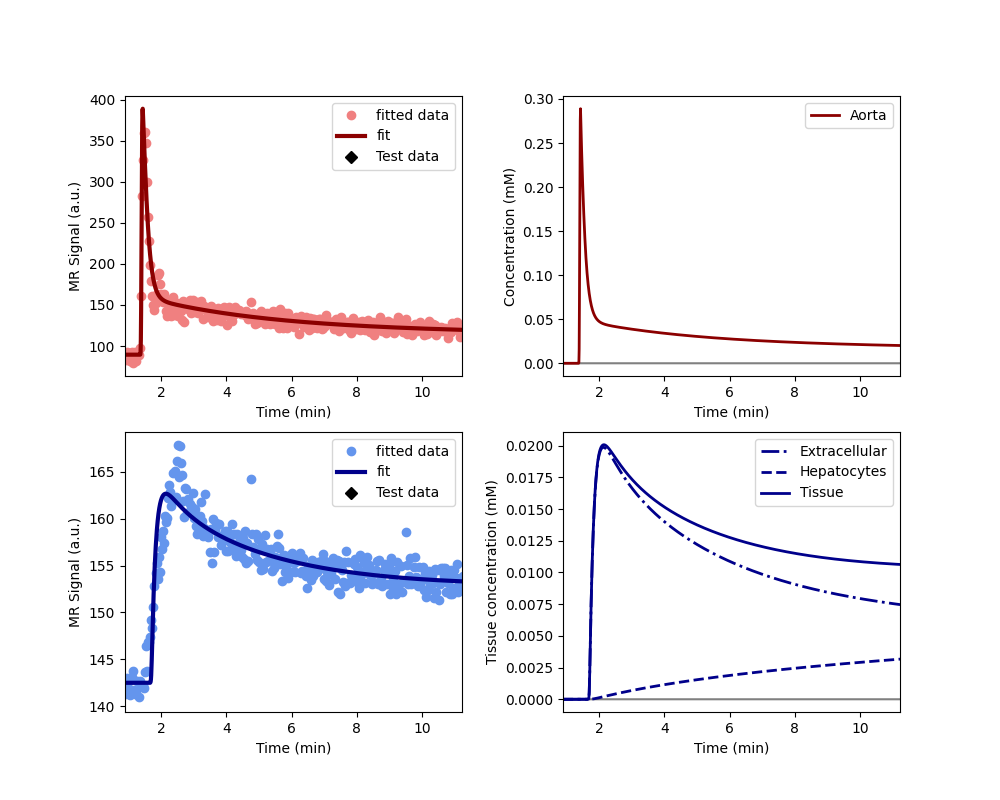 400
350
300
250
200
150
100
MR Signal (a.u.)
2 4 6 8 10
Time (min)
fitted data
fit
Test data
0.30
0.25
0.20
0.15
0.10
0.05
0.00
Concentration (mM)
2 4 6 8 10
Time (min)
Aorta
165
160
155
150
145
140
MR Signal (a.u.)
2 4 6 8 10
Time (min)
fitted data
fit
Test data
0.0200
0.0175
0.0150
0.0125
0.0100
0.0075
0.0050
0.0025
0.0000
Tissue concentration (mM)
2 4 6 8 10
Time (min)
Extracellular
Hepatocytes
Tissue